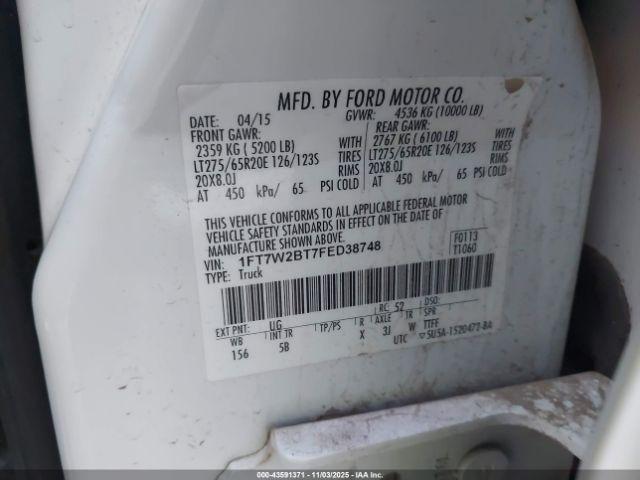 MFD. BY FORD MOTOR CO.
DATE: 04/15 GVWR: 4536 KG (10000 LB)
FRONT GAWR: REAR GAWR:
2359 KG ( 5200 LB) WITH 2767 KG ( 6100 LB) WITH
LT275/65R20E 126/123S TIRES LT275/65R20E 126/123S TIRES
20X8.0J RIMS 20X8.0J RIMS
AT 450 kPa/ 65 PSI COLD AT 450 kPa/ 65 PSI COLD
THIS VEHICLE CONFORMS TO ALL APPLICABLE FEDERAL MOTOR
VEHICLE SAFETY STANDARDS IN EFFECT ON THE DATE OF
MANUFACTURE SHOWN ABOVE.
VIN: 1FT7W2BT7FED38748 F0113
TYPE: Truck T1060
EXT PNT: UG RC: 52 DSO:
WB INT TR TP/PS R AXLE TR SPR
156 5B X 3J W TTFF
UTC ▽5U5A-1520472-BA
000-43591371 11/03/2025 IAA